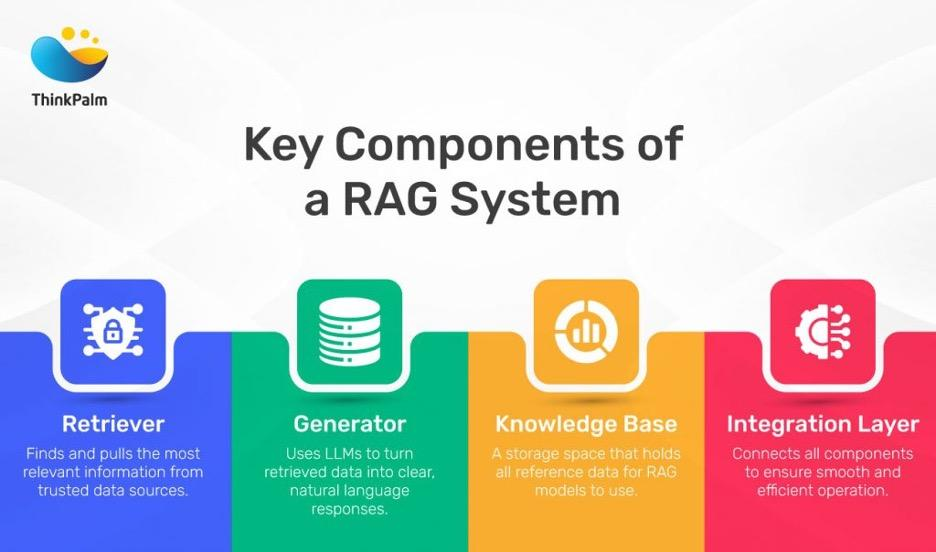 ThinkPalm
Key Components of
a RAG System
Retriever
Finds and pulls the most
relevant information from
trusted data sources.
Generator
Uses LLMs to turn
retrieved data into clear,
natural language
responses.
Knowledge Base
A storage space that holds
all reference data for RAG
models to use.
Integration Layer
Connects all components
to ensure smooth and
efficient operation.